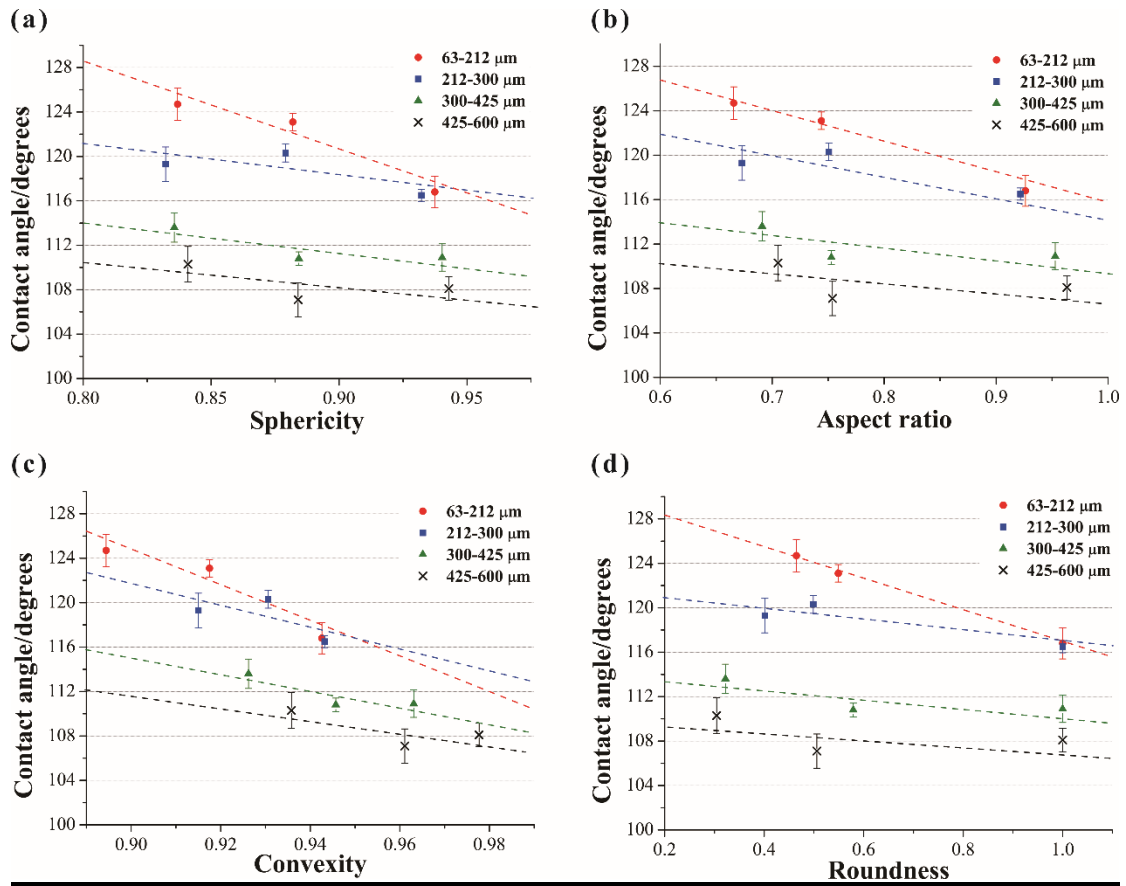 (a)
128
124
120
116
112
108
104
100
0.80 0.85 0.90 0.95
Contact angle/degrees
Sphericity
63-212 μm
212-300 μm
300-425 μm
425-600 μm
(b)
128
124
120
116
112
108
104
100
0.6 0.7 0.8 0.9 1.0
Contact angle/degrees
Aspect ratio
63-212 μm
212-300 μm
300-425 μm
425-600 μm
(c)
128
124
120
116
112
108
104
100
0.90 0.92 0.94 0.96 0.98
Contact angle/degrees
Convexity
63-212 μm
212-300 μm
300-425 μm
425-600 μm
(d)
128
124
120
116
112
108
104
100
0.2 0.4 0.6 0.8 1.0
Contact angle/degrees
Roundness
63-212 μm
212-300 μm
300-425 μm
425-600 μm